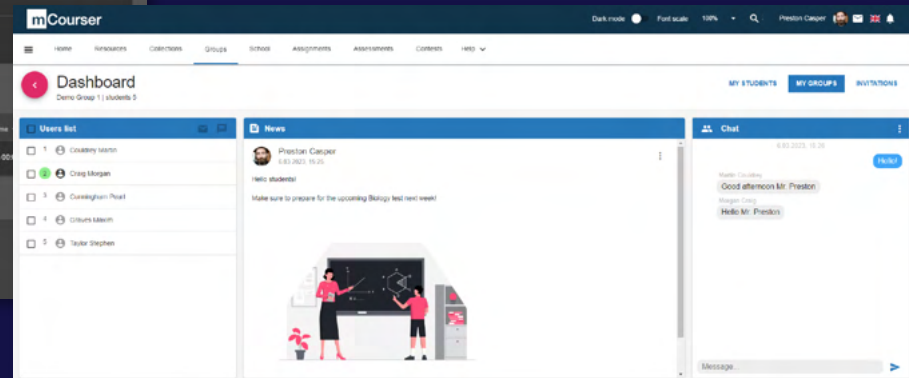 mCourser
Dark mode Font scale 100% Preston Casper
Home Resources Collections Groups School Assignments Assessments Contests Help
Dashboard
Demo Group 1 | students 5
MY STUDENTS MY GROUPS INVITATIONS
Users list
1 Courtney Martin
2 Craig Morgan
3 Cunningham Pearl
4 Graves Melvin
5 Taylor Stephen
News
Preston Casper
6.03.2023, 15:26
Hello students!
Make sure to prepare for the upcoming Biology test next week!
Chat
6.03.2023, 15:26
Hello!
Martin Courtney
Good afternoon Mr. Preston
Morgan Craig
Hello Mr. Preston
Message...